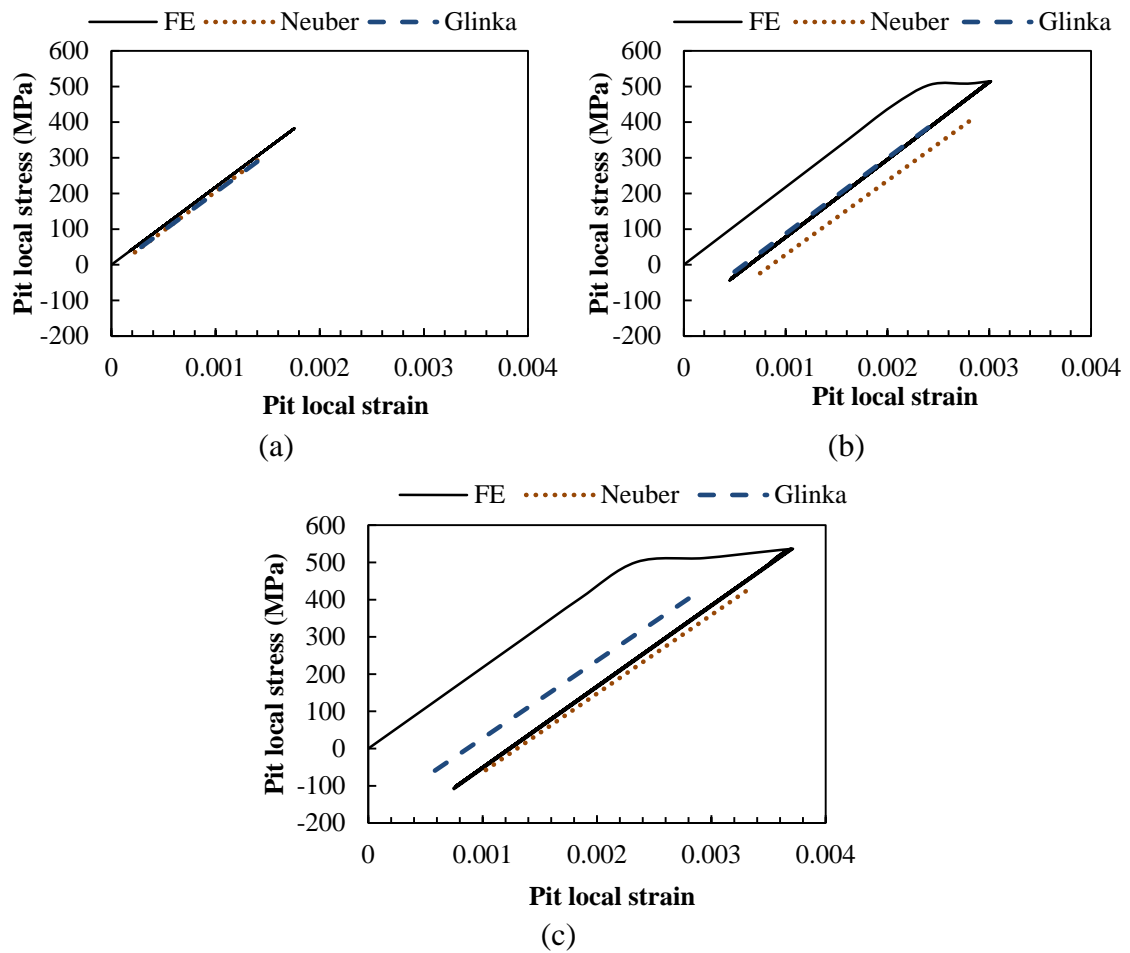 FE Neuber Glinka
600
500
400
300
200
100
0
-100
-200
Pit local stress (MPa)
0 0.001 0.002 0.003 0.004
Pit local strain
(a)
FE Neuber Glinka
600
500
400
300
200
100
0
-100
-200
Pit local stress (MPa)
0 0.001 0.002 0.003 0.004
Pit local strain
(b)
FE Neuber Glinka
600
500
400
300
200
100
0
-100
-200
Pit local stress (MPa)
0 0.001 0.002 0.003 0.004
Pit local strain
(c)